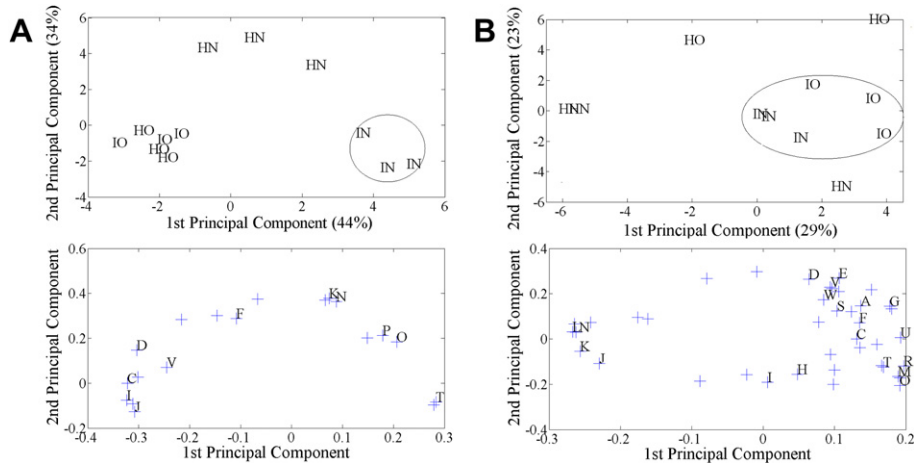 A
2nd Principal Component (34%)
6
4
2
0
-2
-4
HN
HN
HN
IO
HO
IO
IO
HO
HO
IN
IN
IN
-4 -2 0 2 4 6
1st Principal Component (44%)
B
2nd Principal Component (23%)
6
4
2
0
-2
-4
-6
HO
HO
IO
IO
IO
IN
IN
IN
HN
HN
HN
-6 -4 -2 0 2 4
1st Principal Component (29%)
2nd Principal Component
0.6
0.4
0.2
0
-0.2
K
N
F
P
O
D
V
C
I
J
T
-0.4 -0.3 -0.2 -0.1 0 0.1 0.2 0.3
1st Principal Component
2nd Principal Component
0.4
0.2
0
-0.2
-0.4
D
E
V
W
S
A
G
F
C
U
L
N
K
J
I
H
T
R
M
O
-0.3 -0.2 -0.1 0 0.1 0.2
1st Principal Component